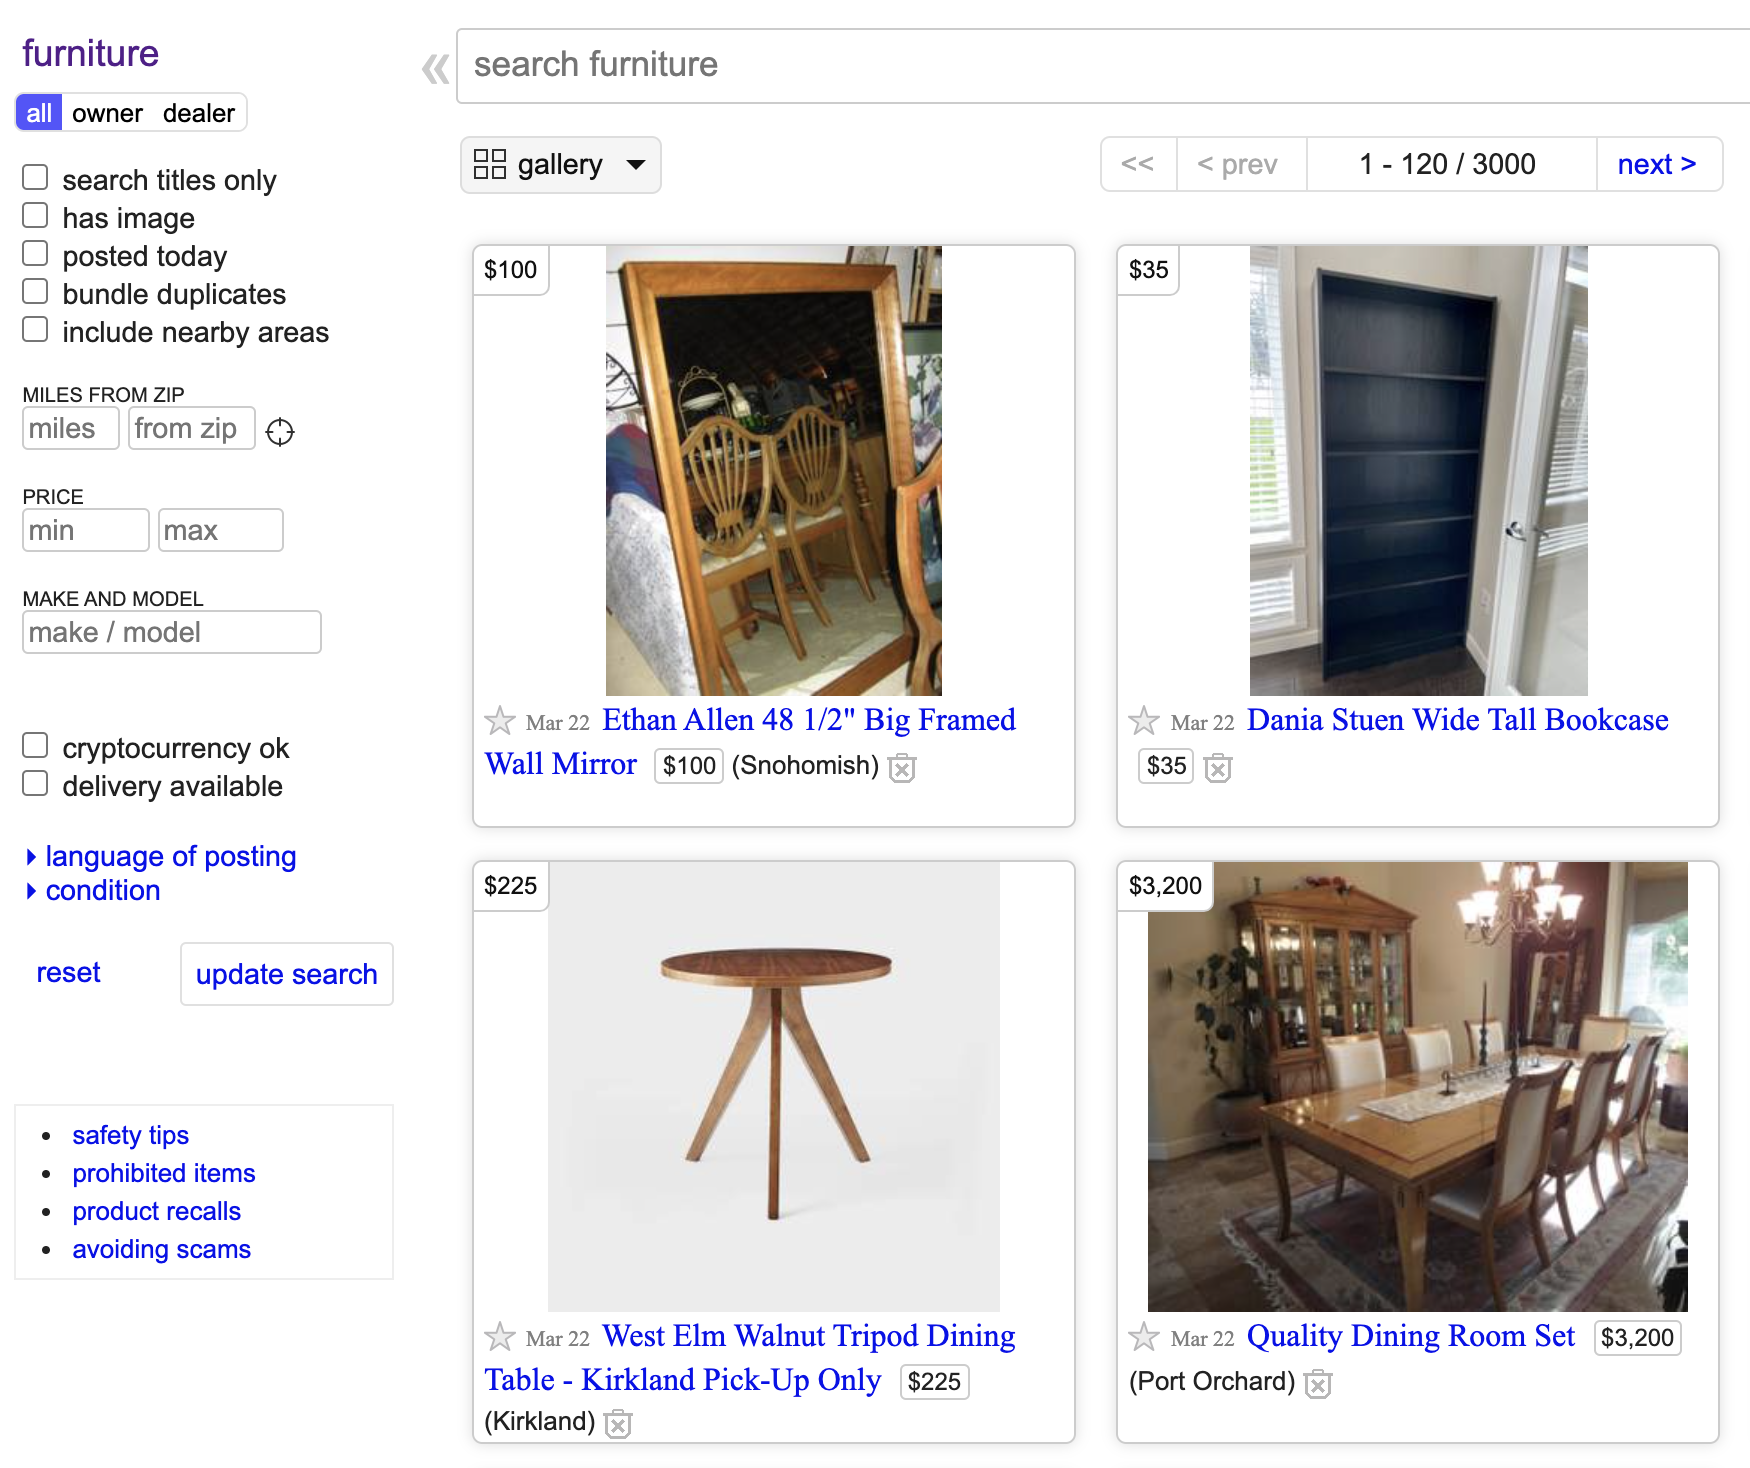 furniture
all owner dealer
search titles only
has image
posted today
bundle duplicates
include nearby areas
MILES FROM ZIP
miles from zip
PRICE
min max
MAKE AND MODEL
make / model
cryptocurrency ok
delivery available
language of posting
condition
reset update search
safety tips
prohibited items
product recalls
avoiding scams
search furniture
gallery
<< < prev 1 - 120 / 3000 next >
$100
Mar 22 Ethan Allen 48 1/2" Big Framed
Wall Mirror $100 (Snohomish)
$35
Mar 22 Dania Stuen Wide Tall Bookcase
$35
$225
Mar 22 West Elm Walnut Tripod Dining
Table - Kirkland Pick-Up Only $225
(Kirkland)
$3,200
Mar 22 Quality Dining Room Set $3,200
(Port Orchard)